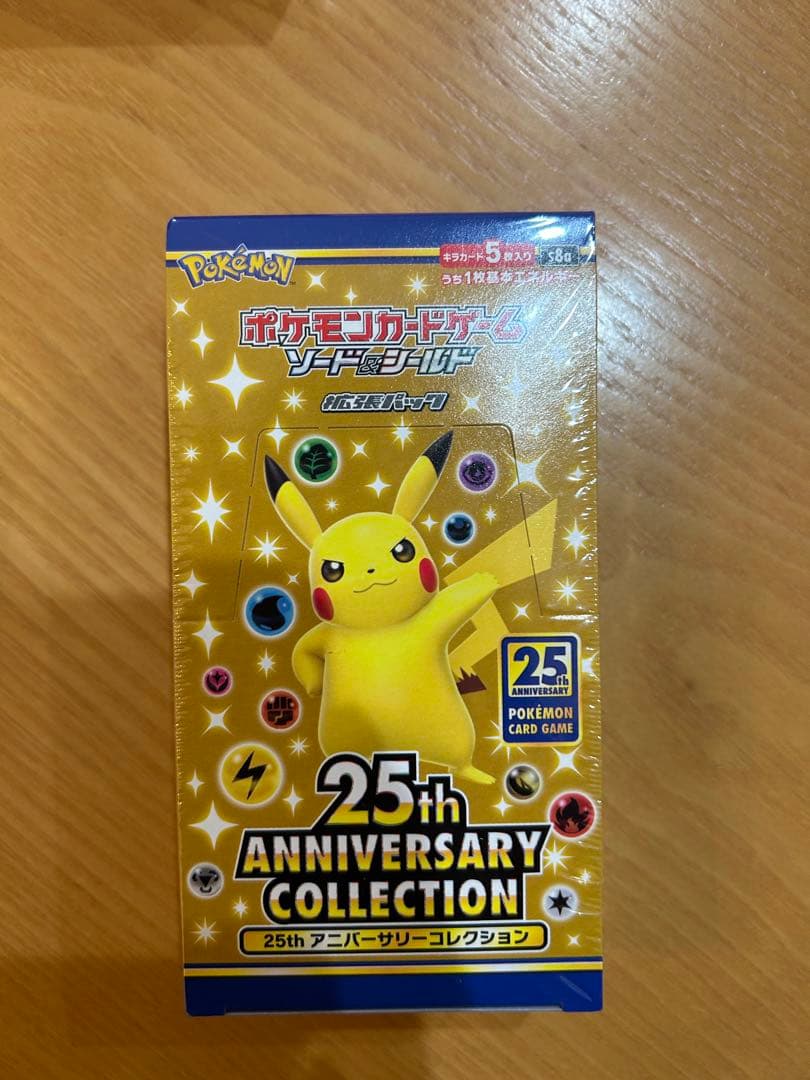 POKÉMON
キラカード5枚入り
s8a
うち1枚基本エネルギー
ポケモンカードゲーム
ソード&シールド
拡張パック
25th
ANNIVERSARY
POKÉMON
CARD GAME
25th
ANNIVERSARY
COLLECTION
25th アニバーサリーコレクション